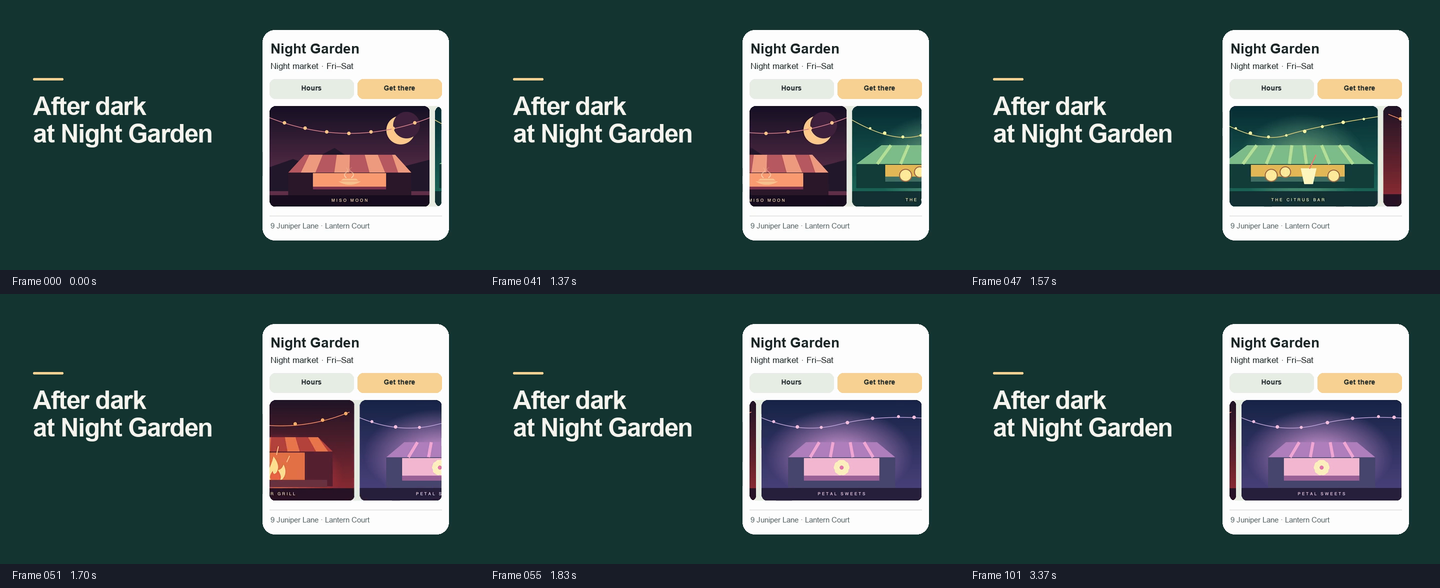 After dark
at Night Garden
Night Garden
Night market · Fri–Sat
Hours
Get there
MISO MOON
9 Juniper Lane · Lantern Court
Frame 000 0.00 s
After dark
at Night Garden
Night Garden
Night market · Fri–Sat
Hours
Get there
MISO MOON
THE
9 Juniper Lane · Lantern Court
Frame 041 1.37 s
After dark
at Night Garden
Night Garden
Night market · Fri–Sat
Hours
Get there
THE CITRUS BAR
9 Juniper Lane · Lantern Court
Frame 047 1.57 s
After dark
at Night Garden
Night Garden
Night market · Fri–Sat
Hours
Get there
R GRILL
PETAL S
9 Juniper Lane · Lantern Court
Frame 051 1.70 s
After dark
at Night Garden
Night Garden
Night market · Fri–Sat
Hours
Get there
PETAL SWEETS
9 Juniper Lane · Lantern Court
Frame 055 1.83 s
After dark
at Night Garden
Night Garden
Night market · Fri–Sat
Hours
Get there
PETAL SWEETS
9 Juniper Lane · Lantern Court
Frame 101 3.37 s